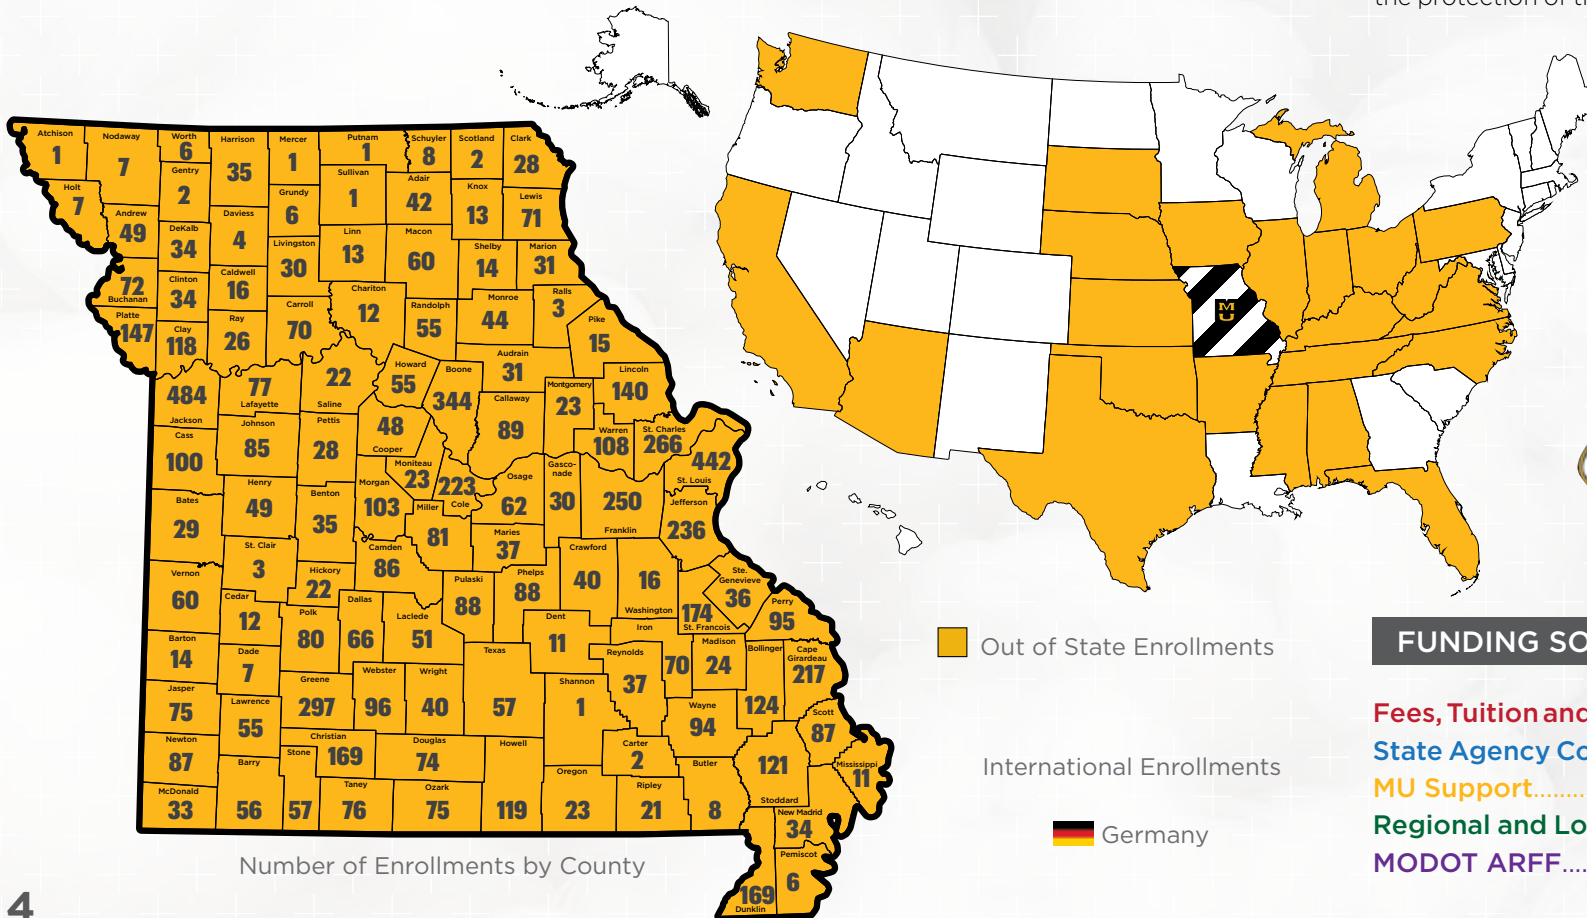 the protection of th
Atchison
1
Nodaway
7
Worth
6
Harrison
35
Mercer
1
Putnam
1
Schuyler
8
Scotland
2
Clark
28
Gentry
2
Sullivan
1
Adair
42
Knox
13
Lewis
71
Holt
7
Andrew
49
DeKalb
34
Daviess
4
Grundy
6
Livingston
30
Linn
13
Macon
60
Shelby
14
Marion
31
72
Buchanan
Clinton
34
Caldwell
16
Chariton
12
Randolph
55
Monroe
44
Ralls
3
Platte
147
Clay
118
Ray
26
Carroll
70
Pike
15
Audrain
31
Howard
55
Boone
344
484
Jackson
77
Lafayette
22
Saline
Callaway
89
Montgomery
23
Lincoln
140
Cass
100
Johnson
85
Pettis
28
48
Cooper
Warren
108
St. Charles
266
442
St. Louis
Moniteau
23
223
Cole
Osage
62
Gasco-
nade
30
250
Franklin
Jefferson
236
Bates
29
Henry
49
Benton
35
Morgan
103
Miller
81
Maries
37
Crawford
40
16
Washington
St. Clair
3
Camden
86
Hickory
22
Pulaski
88
Phelps
88
Ste.
Genevieve
36
174
St. Francois
Perry
95
Vernon
60
Cedar
12
Polk
80
Dallas
66
Laclede
51
Dent
11
Iron
70
Madison
24
Bollinger
124
Cape
Girardeau
217
Barton
14
Dade
7
Greene
297
Webster
96
Wright
40
Texas
57
Shannon
1
Reynolds
37
Wayne
94
Scott
87
Jasper
75
Lawrence
55
Newton
87
Christian
169
Douglas
74
Howell
119
Carter
2
Butler
8
121
Stoddard
Mississippi
11
McDonald
33
Barry
56
Stone
57
Taney
76
Ozark
75
Oregon
23
Ripley
21
New Madrid
34
Pemiscot
6
169
Dunklin
Number of Enrollments by County
4
M
U
Out of State Enrollments
International Enrollments
Germany
FUNDING SO
Fees, Tuition and
State Agency Co
MU Support........
Regional and Lo
MODOT ARFF....